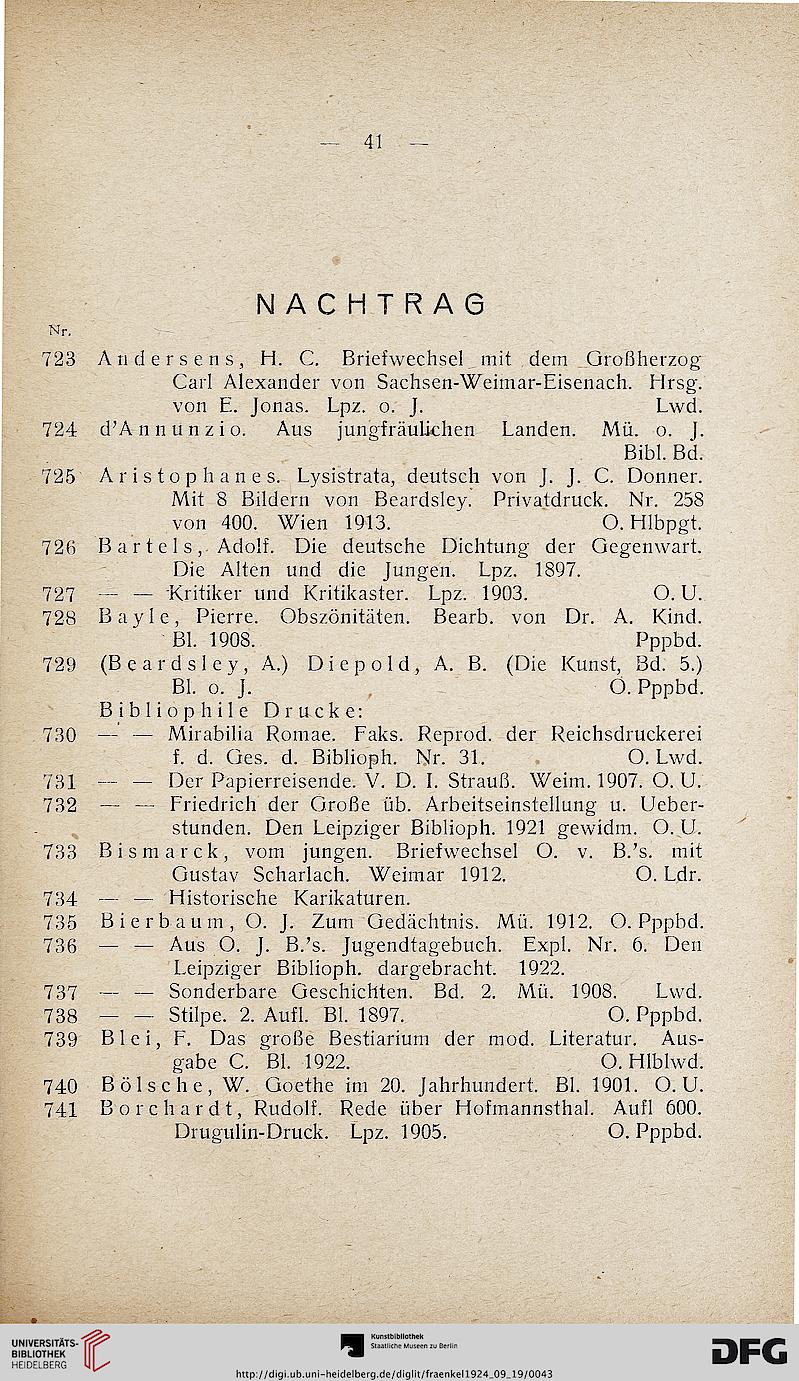 — 41 —
NACHTRAG
Nr.
723 Andersens, H. C. Briefwechsel mit dem Großherzog
Carl Alexander von Sachsen-Weimar-Eisenach. Hrsg.
von E. Jonas. Lpz. o. J. Lwd.
724 d'Annunzio. Aus jungfräulichen Landen. Mü. o. J.
Bibl. Bd.
725 Aristophanes. Lysistrata, deutsch von J. J. C. Donner.
Mit 8 Bildern von Beardsley. Privatdruck. Nr. 258
von 400. Wien 1913. O. Hlbpgt.
726 Bartels, Adolf. Die deutsche Dichtung der Gegenwart.
Die Alten und die Jungen. Lpz. 1897.
727 — — Kritiker und Kritikaster. Lpz. 1903. O. U.
728 Bayle, Pierre. Obszönitäten. Bearb. von Dr. A. Kind.
Bl. 1908. Pppbd.
729 (Beardsley, A.) Diepold, A. B. (Die Kunst, Bd. 5.)
Bl. o. J. O. Pppbd.
Bibliophile Drucke:
730 — — Mirabilia Romae. Faks. Reprod. der Reichsdruckerei
f. d. Ges. d. Biblioph. Nr. 31. O. Lwd.
731 — — Der Papierreisende. V. D. I. Strauß. Weim. 1907. O. U.
732 — — Friedrich der Große üb. Arbeitseinstellung u. Ueber-
stunden. Den Leipziger Biblioph. 1921 gewidm. O. U.
733 Bismarck, vom jungen. Briefwechsel O. v. B.'s. mit
Gustav Scharlach. Weimar 1912. O. Ldr.
734 — — Historische Karikaturen.
735 Bierbaum, O. J. Zum Gedächtnis. Mü. 1912. O. Pppbd.
736 — — Aus O. J. B.'s. Jugendtagebuch. Expl. Nr. 6. Den
Leipziger Biblioph. dargebracht. 1922.
737 — — Sonderbare Geschichten. Bd. 2. Mü. 1908. Lwd.
738 — — Stilpe. 2. Aufl. Bl. 1897. O. Pppbd.
739 Blei, F. Das große Bestiarium der mod. Literatur. Aus-
gabe C. Bl. 1922. O. Hlblwd.
740 Bölsche, W. Goethe im 20. Jahrhundert. Bl. 1901. O. U.
741 Borchardt, Rudolf. Rede über Hofmannsthal. Aufl 600.
Drugulin-Druck. Lpz. 1905. O. Pppbd.
UNIVERSITÄTS-
BIBLIOTHEK
HEIDELBERG
Kunstbibliothek
Staatliche Museen zu Berlin
DFG
http://digi.ub.uni-heidelberg.de/diglit/fraenkel1924_09_19/0043